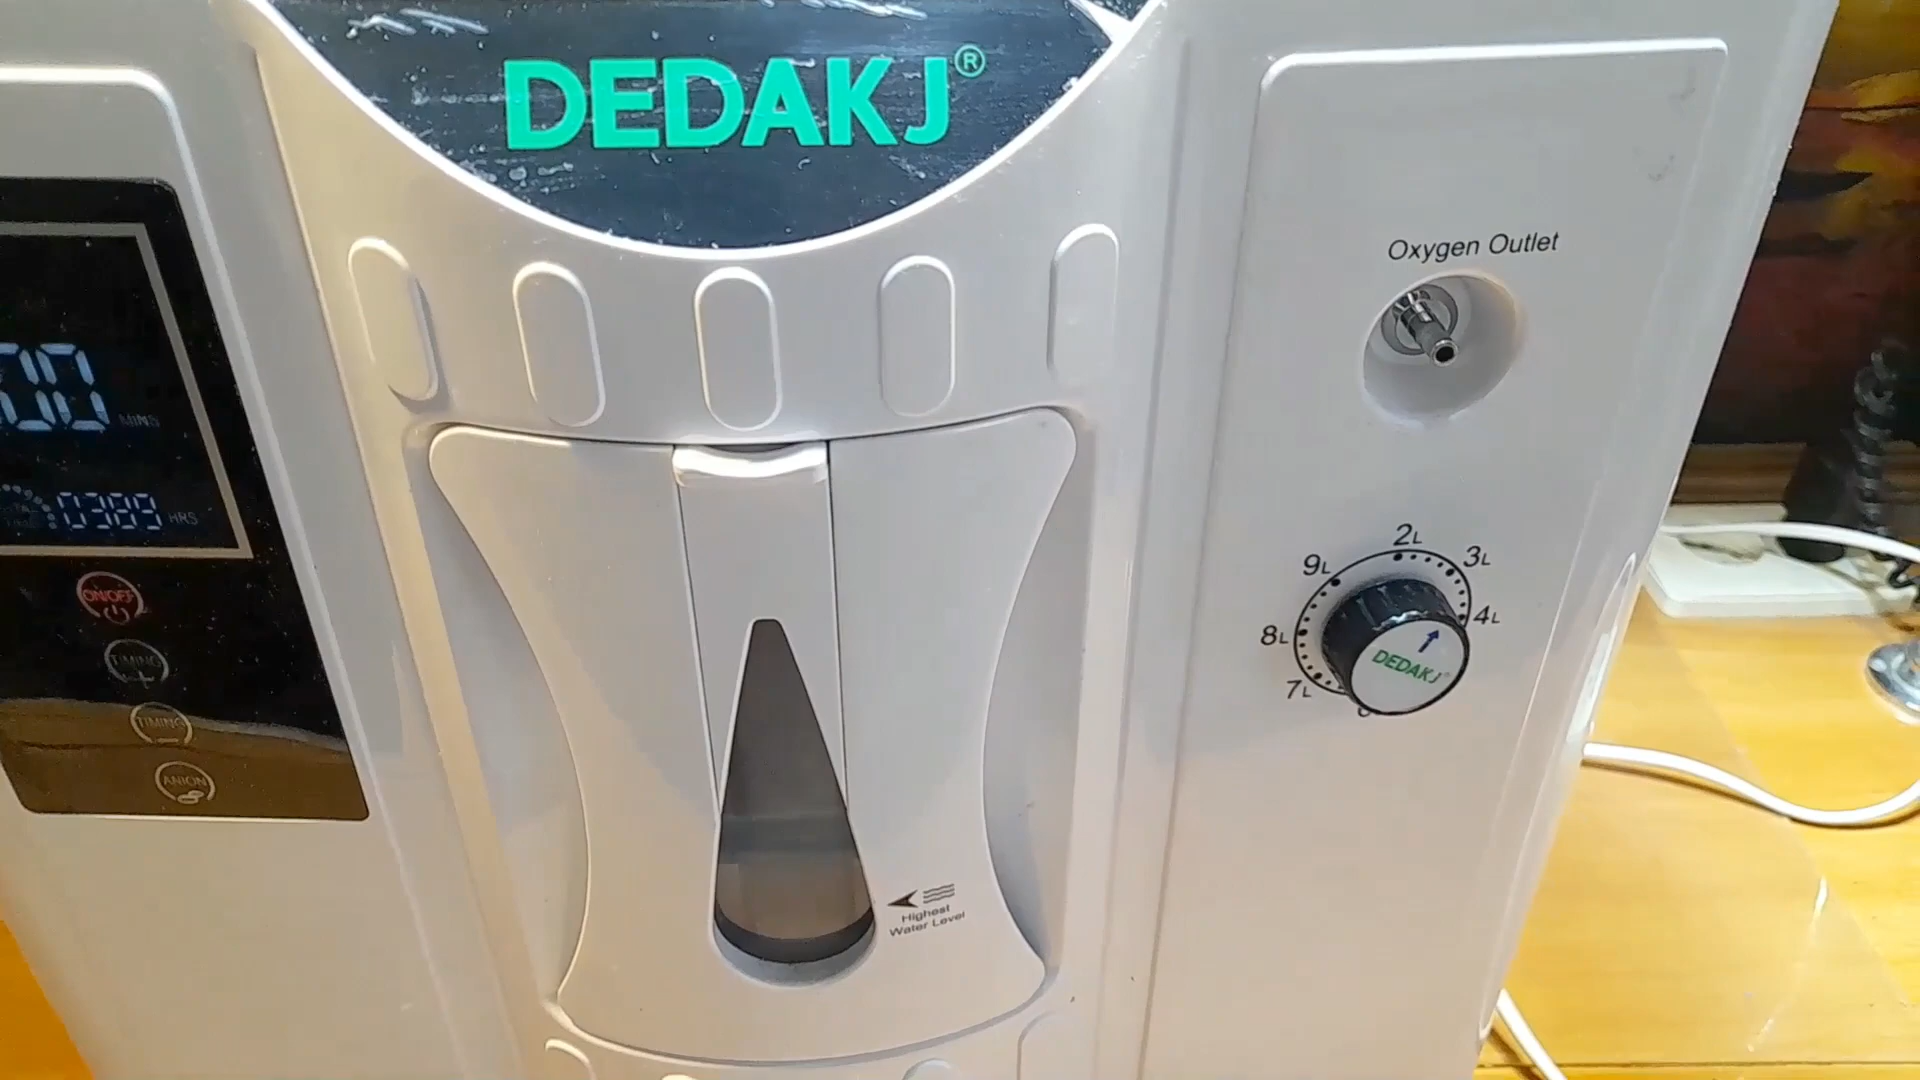 DEDAKJ®
Oxygen Outlet
00 MINS
0389 HRS
ON/OFF
TIMING
+
TIMING
-
ANION
2L
3L
4L
7L
8L
9L
DEDAKJ
Highest
Water Level